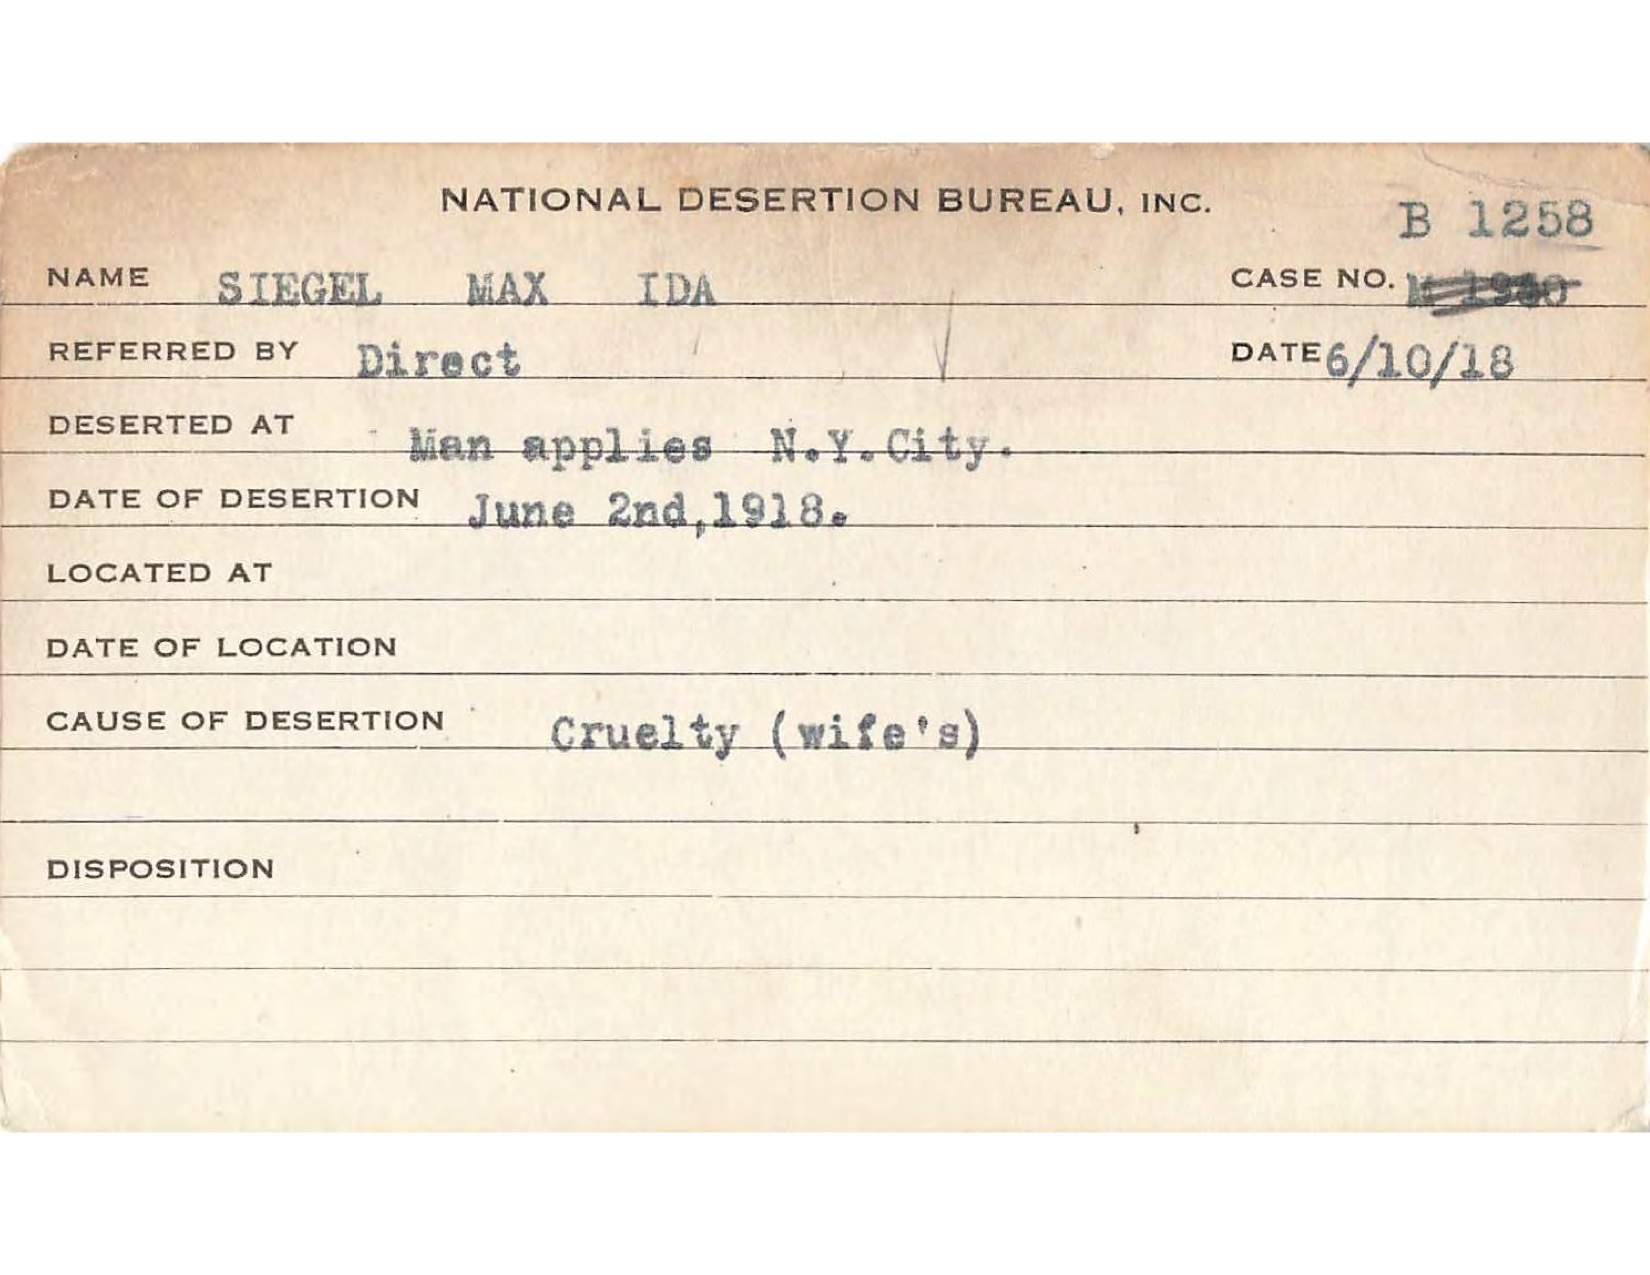 NATIONAL DESERTION BUREAU, INC.
B 1258
NAME SIEGEL MAX IDA CASE NO.
REFERRED BY Direct DATE 6/10/18
DESERTED AT Man applies N.Y.City.
DATE OF DESERTION June 2nd,1918.
LOCATED AT
DATE OF LOCATION
CAUSE OF DESERTION Cruelty (wife's)
DISPOSITION